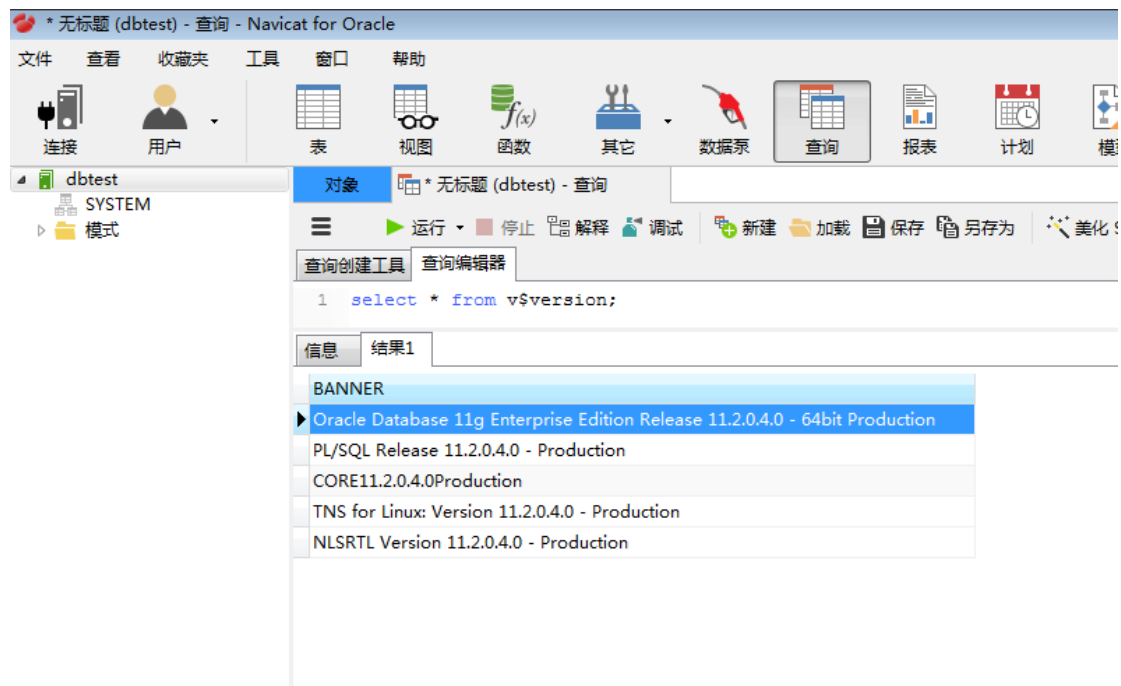 * 无标题 (dbtest) - 查询 - Navicat for Oracle
文件 查看 收藏夹 工具 窗口 帮助
f(x)
连接 用户 表 视图 函数 其它 数据泵 查询 报表 计划
dbtest
SYSTEM
模式
对象 * 无标题 (dbtest) - 查询
运行 停止 解释 调试 新建 加载 保存 另存为 美化
查询创建工具 查询编辑器
1 select * from v$version;
信息 结果1
BANNER
Oracle Database 11g Enterprise Edition Release 11.2.0.4.0 - 64bit Production
PL/SQL Release 11.2.0.4.0 - Production
CORE11.2.0.4.0Production
TNS for Linux: Version 11.2.0.4.0 - Production
NLSRTL Version 11.2.0.4.0 - Production